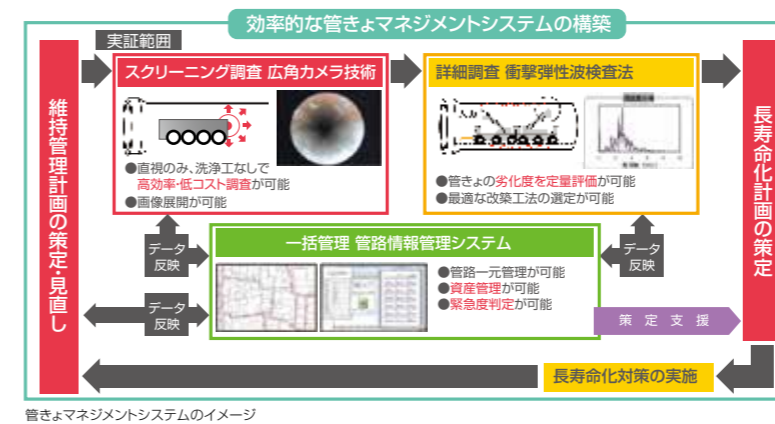 効率的な管きょマネジメントシステムの構築
実証範囲
維持管理計画の策定・見直し
スクリーニング調査 広角カメラ技術
●直視のみ、洗浄工なしで
高効率・低コスト調査が可能
●画像展開が可能
詳細調査 衝撃弾性波検査法
●管きょの劣化度を定量評価が可能
●最適な改築工法の選定が可能
長寿命化計画の策定
データ
反映
一括管理 管路情報管理システム
●管路一元管理が可能
●資産管理が可能
●緊急度判定が可能
データ
反映
データ
反映
策定支援
長寿命化対策の実施
管きょマネジメントシステムのイメージ